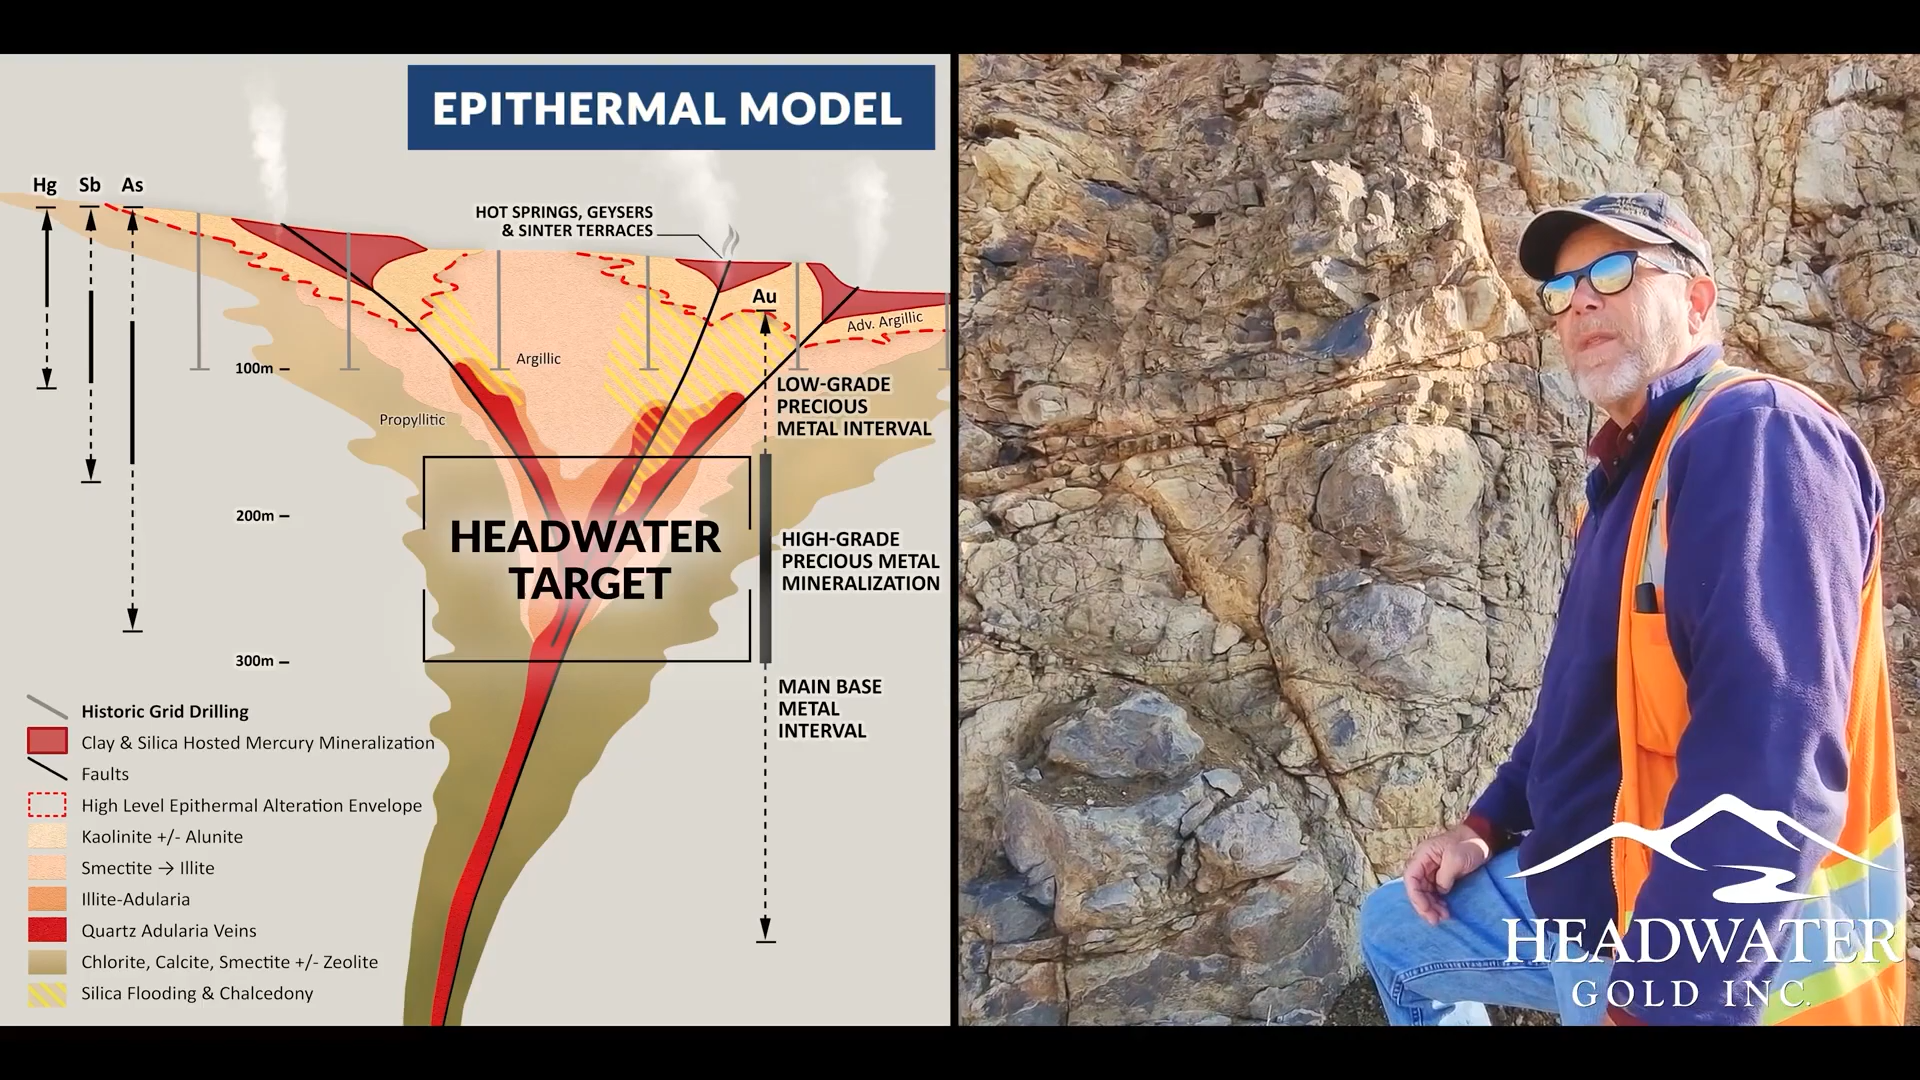 EPITHERMAL MODEL
Hg Sb As
HOT SPRINGS, GEYSERS
& SINTER TERRACES
Au
Adv. Argillic
Argillic
100m
LOW-GRADE
PRECIOUS
METAL INTERVAL
Propyllitic
200m
HEADWATER
TARGET
HIGH-GRADE
PRECIOUS METAL
MINERALIZATION
300m
MAIN BASE
METAL
INTERVAL
Historic Grid Drilling
Clay & Silica Hosted Mercury Mineralization
Faults
High Level Epithermal Alteration Envelope
Kaolinite +/- Alunite
Smectite → Illite
Illite-Adularia
Quartz Adularia Veins
Chlorite, Calcite, Smectite +/- Zeolite
Silica Flooding & Chalcedony
HEADWATER
GOLD INC.